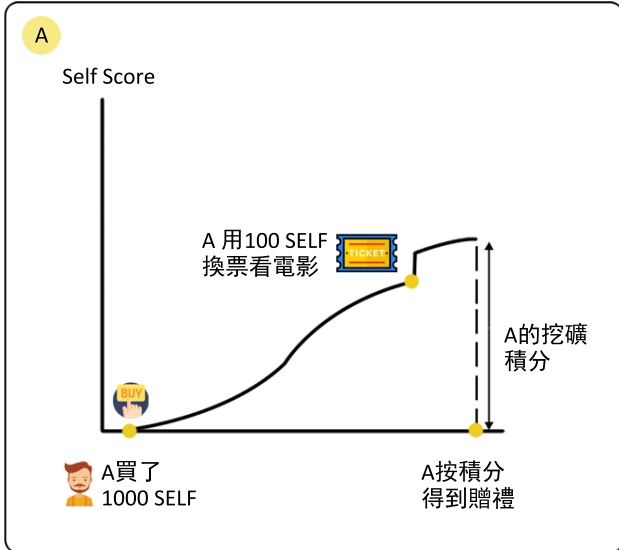 A
Self Score
A 用100 SELF
換票看電影
TICKET
A的挖礦
積分
BUY
A買了
1000 SELF
A按積分
得到贈禮